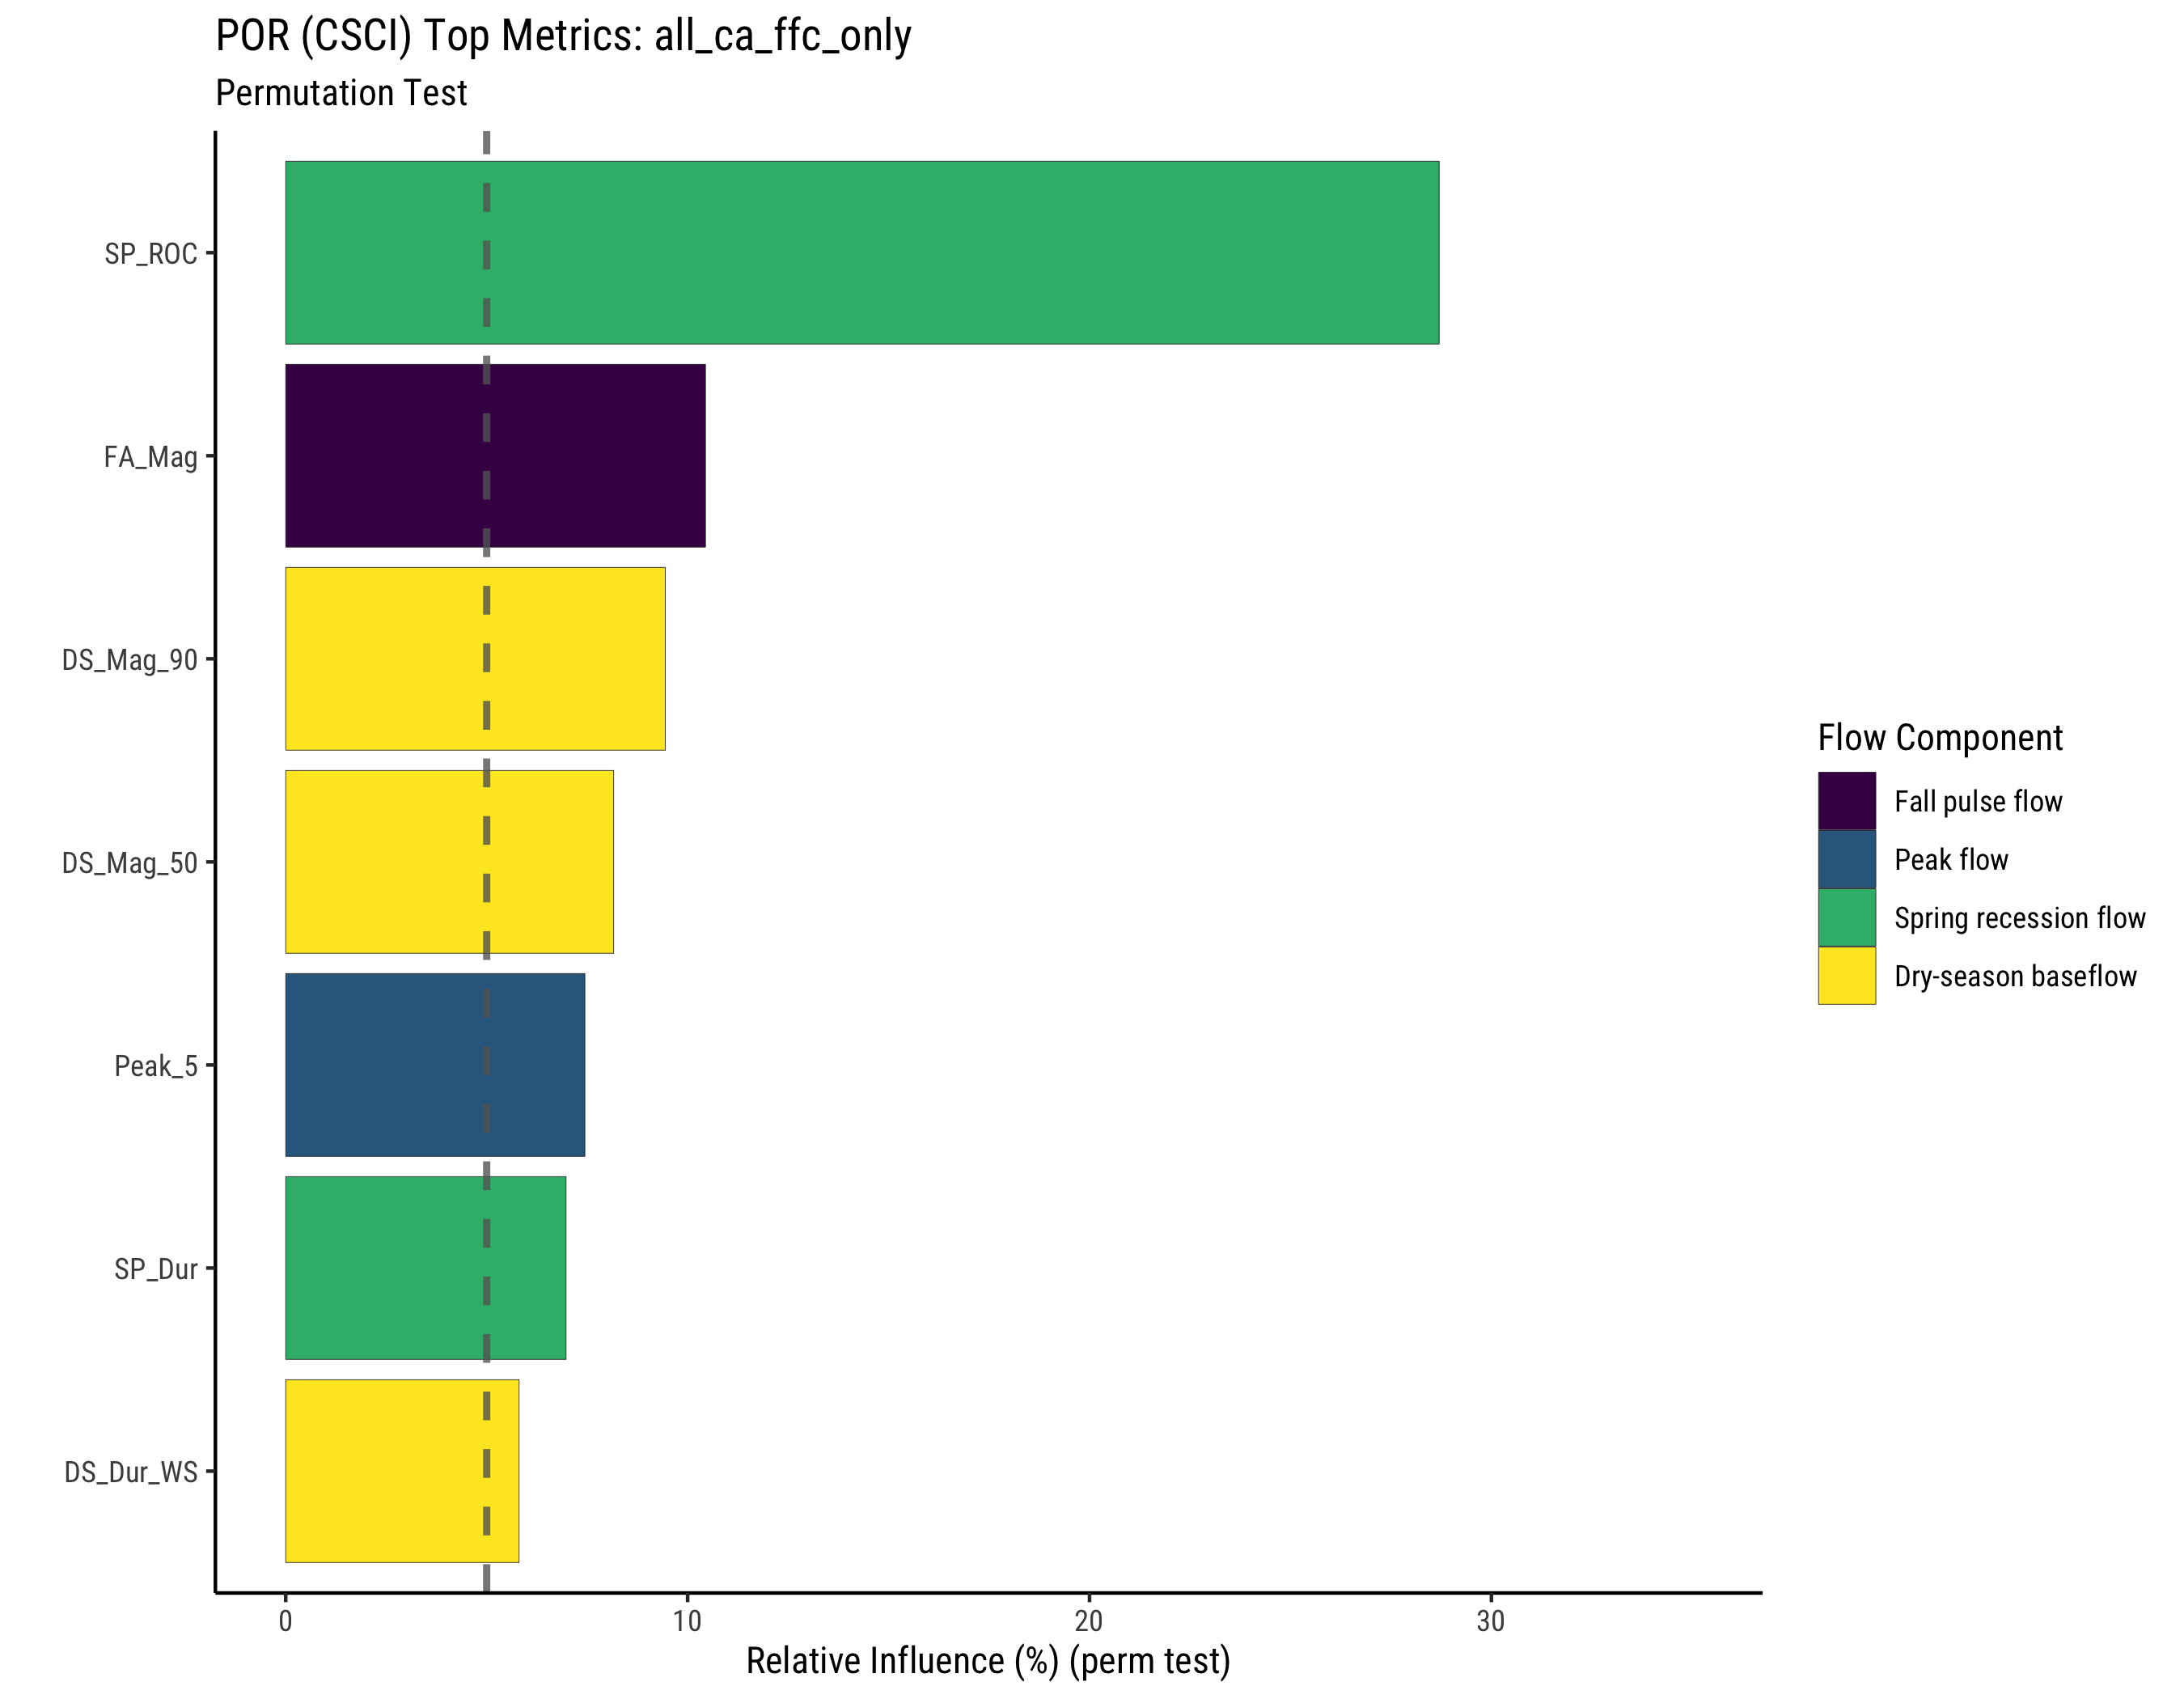 POR (CSCI) Top Metrics: all_ca_ffc_only
Permutation Test
SP_ROC
FA_Mag
DS_Mag_90
DS_Mag_50
Peak_5
SP_Dur
DS_Dur_WS
0 10 20 30
Relative Influence (%) (perm test)
Flow Component
Fall pulse flow
Peak flow
Spring recession flow
Dry-season baseflow